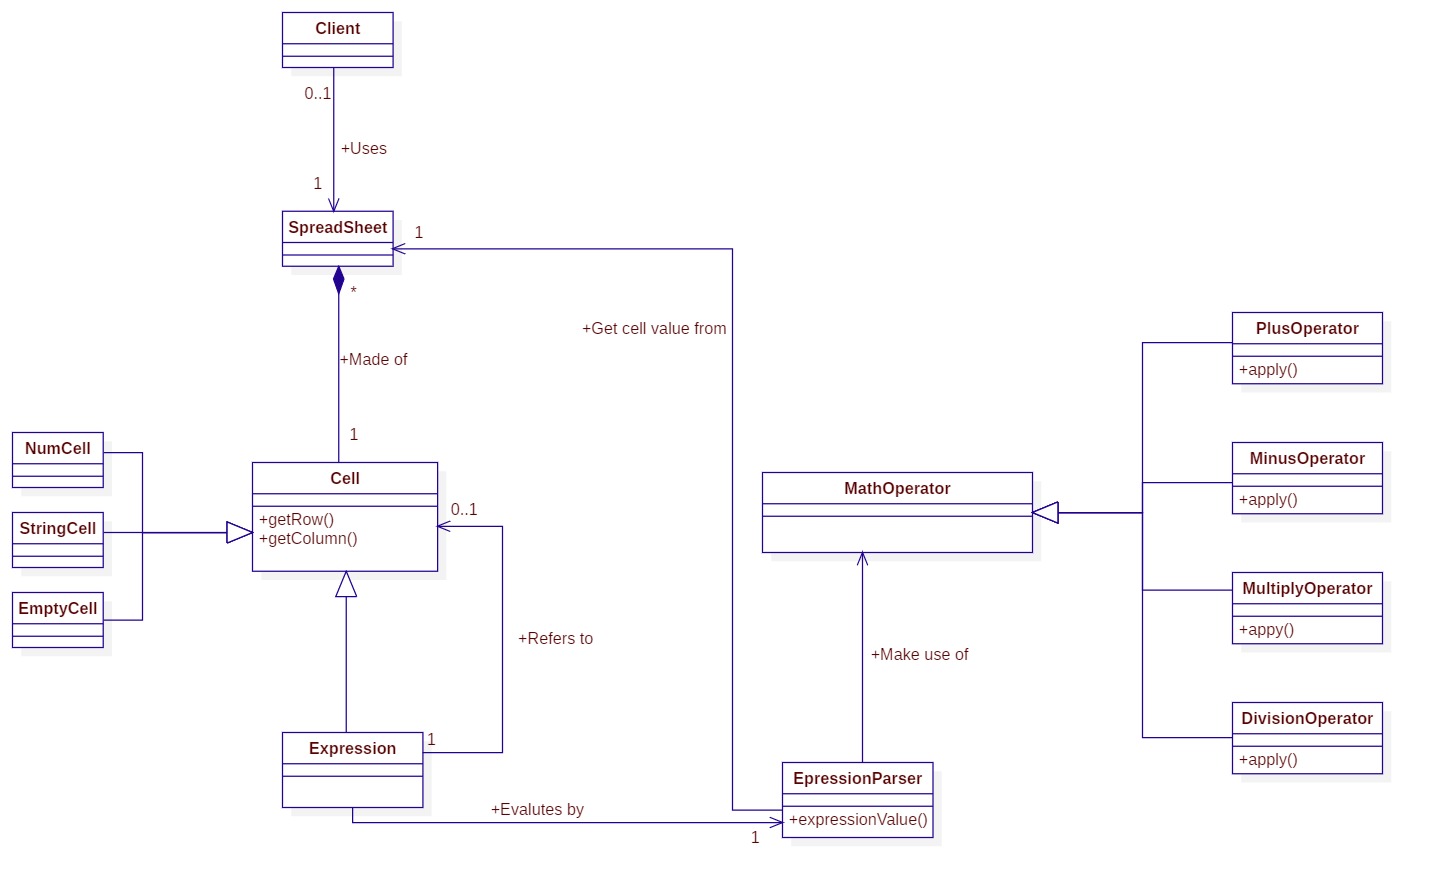 Client
0..1
+Uses
1
SpreadSheet
1
*
+Get cell value from
+Made of
1
NumCell
StringCell
EmptyCell
Cell
+getRow()
+getColumn()
0..1
+Refers to
Expression
1
+Evalutes by
1
MathOperator
+Make use of
EpressionParser
+expressionValue()
PlusOperator
+apply()
MinusOperator
+apply()
MultiplyOperator
+appy()
DivisionOperator
+apply()